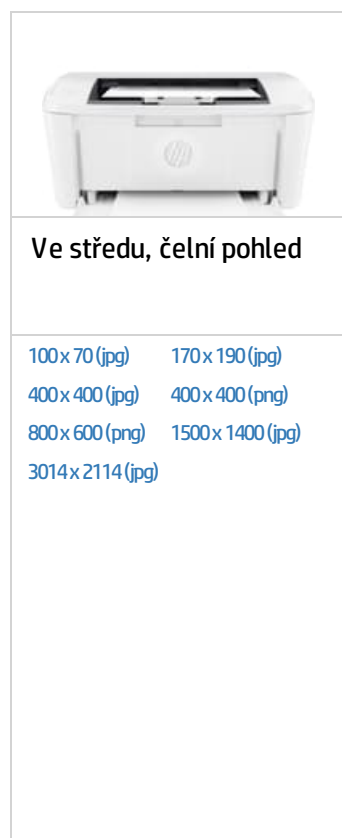 hp
Ve středu, čelní pohled
100 x 70 (jpg) 170 x 190 (jpg)
400 x 400 (jpg) 400 x 400 (png)
800 x 600 (png) 1500 x 1400 (jpg)
3014 x 2114 (jpg)